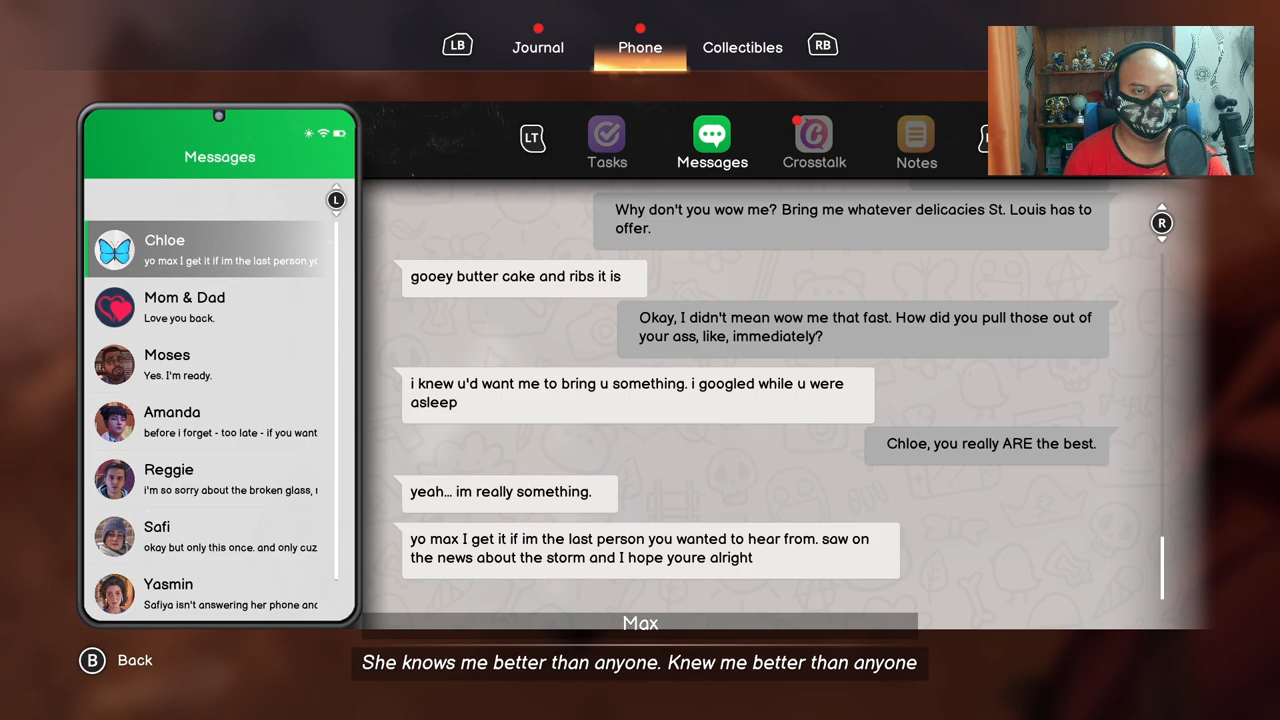 LB
Journal
Phone
Collectibles
RB
Messages
LT
Tasks
Messages
Crosstalk
Notes
L
R
Chloe
yo max I get it if im the last person yo
Mom & Dad
Love you back.
Moses
Yes. I'm ready.
Amanda
before i forget - too late - if you want
Reggie
i'm so sorry about the broken glass,
Safi
okay but only this once. and only cuz
Yasmin
Safiya isn't answering her phone and
Why don't you wow me? Bring me whatever delicacies St. Louis has to
offer.
gooey butter cake and ribs it is
Okay, I didn't mean wow me that fast. How did you pull those out of
your ass, like, immediately?
i knew u'd want me to bring u something. i googled while u were
asleep
Chloe, you really ARE the best.
yeah... im really something.
yo max I get it if im the last person you wanted to hear from. saw on
the news about the storm and I hope youre alright
Max
She knows me better than anyone. Knew me better than anyone
B Back